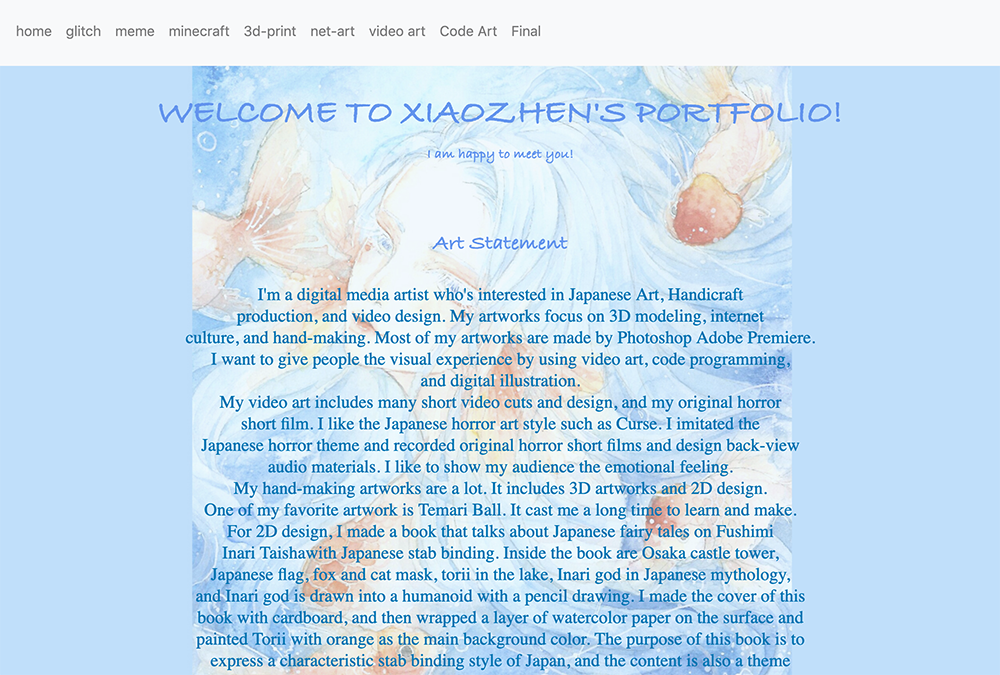 home glitch meme minecraft 3d-print net-art video art Code Art Final
WELCOME TO XIAOZHEN'S PORTFOLIO!
I am happy to meet you!
Art Statement
I'm a digital media artist who's interested in Japanese Art, Handicraft
production, and video design. My artworks focus on 3D modeling, internet
culture, and hand-making. Most of my artworks are made by Photoshop Adobe Premiere.
I want to give people the visual experience by using video art, code programming,
and digital illustration.
My video art includes many short video cuts and design, and my original horror
short film. I like the Japanese horror art style such as Curse. I imitated the
Japanese horror theme and recorded original horror short films and design back-view
audio materials. I like to show my audience the emotional feeling.
My hand-making artworks are a lot. It includes 3D artworks and 2D design.
One of my favorite artwork is Temari Ball. It cast me a long time to learn and make.
For 2D design, I made a book that talks about Japanese fairy tales on Fushimi
Inari Taishawith Japanese stab binding. Inside the book are Osaka castle tower,
Japanese flag, fox and cat mask, torii in the lake, Inari god in Japanese mythology,
and Inari god is drawn into a humanoid with a pencil drawing. I made the cover of this
book with cardboard, and then wrapped a layer of watercolor paper on the surface and
painted Torii with orange as the main background color. The purpose of this book is to
express a characteristic stab binding style of Japan, and the content is also a theme